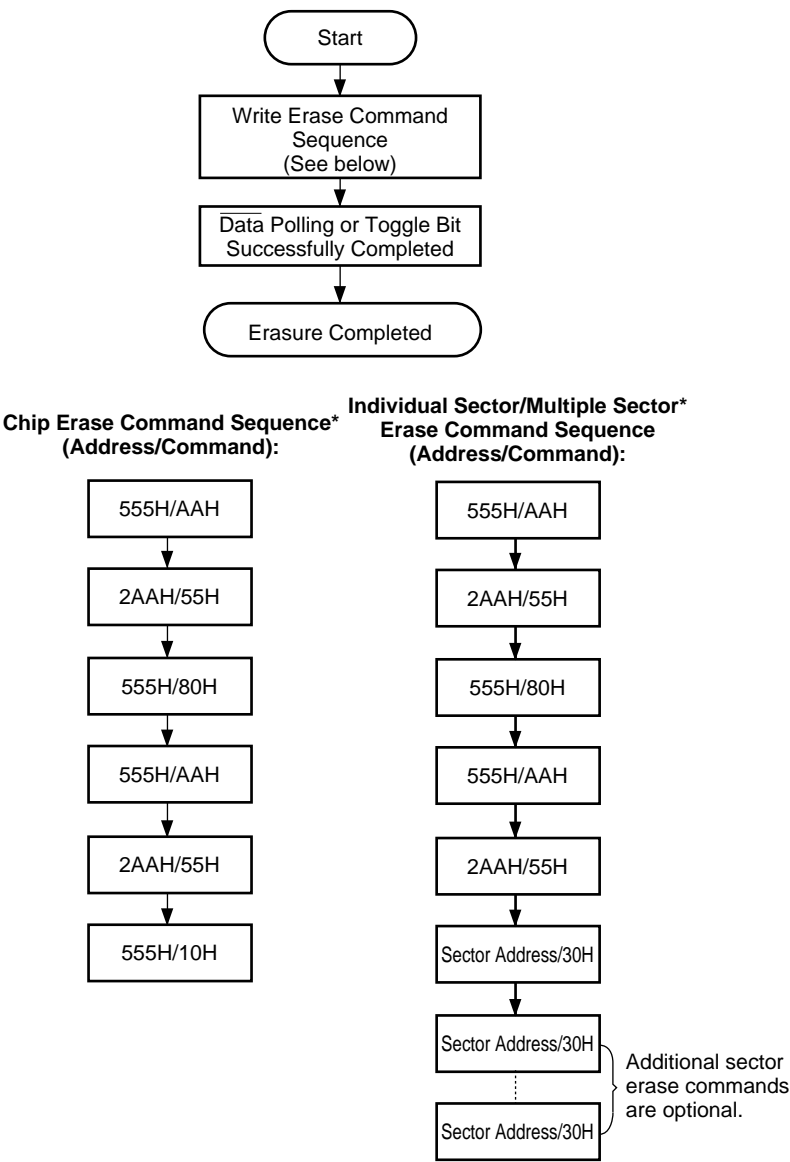 Start
Write Erase Command
Sequence
(See below)
Data Polling or Toggle Bit
Successfully Completed
Erasure Completed
Chip Erase Command Sequence*
(Address/Command):
555H/AAH
2AAH/55H
555H/80H
555H/AAH
2AAH/55H
555H/10H
Individual Sector/Multiple Sector*
Erase Command Sequence
(Address/Command):
555H/AAH
2AAH/55H
555H/80H
555H/AAH
2AAH/55H
Sector Address/30H
Sector Address/30H
Sector Address/30H
Additional sector
erase commands
are optional.